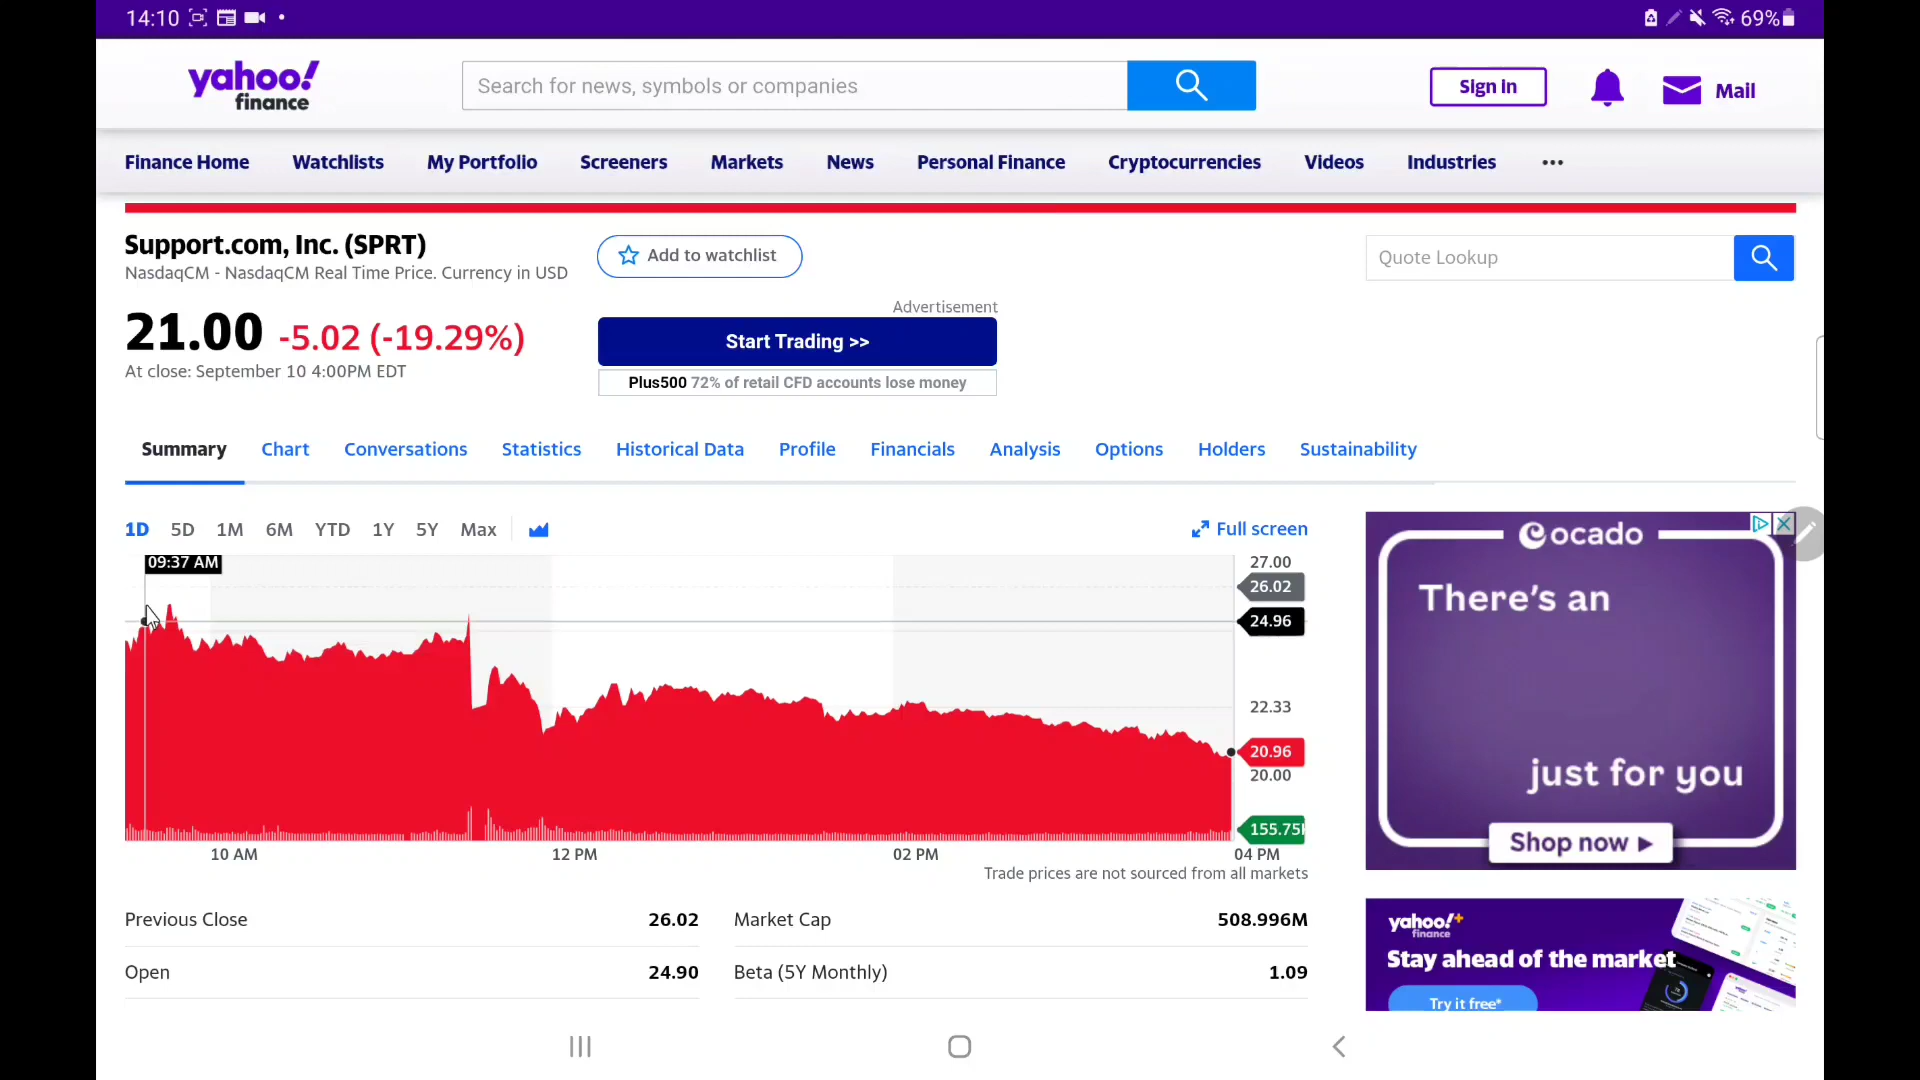 14:10
69%
yahoo!
finance
Search for news, symbols or companies
Sign In
Mail
Finance Home Watchlists My Portfolio Screeners Markets News Personal Finance Cryptocurrencies Videos Industries ...
Support.com, Inc. (SPRT)
NasdaqCM - NasdaqCM Real Time Price. Currency in USD
Add to watchlist
Quote Lookup
21.00 -5.02 (-19.29%)
At close: September 10 4:00PM EDT
Advertisement
Start Trading >>
Plus500 72% of retail CFD accounts lose money
Summary Chart Conversations Statistics Historical Data Profile Financials Analysis Options Holders Sustainability
1D 5D 1M 6M YTD 1Y 5Y Max
Full screen
09:37 AM
27.00
26.02
24.96
22.33
20.96
20.00
155.75
10 AM 12 PM 02 PM 04 PM
Trade prices are not sourced from all markets
Previous Close 26.02 Market Cap 508.996M
Open 24.90 Beta (5Y Monthly) 1.09
ocado
There's an
just for you
Shop now ▶
yahoo!+
finance
Stay ahead of the market
Try it free*